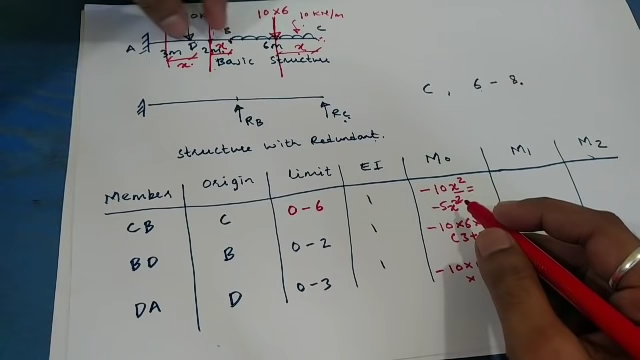 10×6 10 KN/m
A 3m D 2m B x 6m x C
x
Basic Structure
C, 6 - 8.
RB RC
Structure with Redundant.
Member Origin Limit EI M0 M1 M2
CB C 0-6 1 -10x² =
-5x²
BD B 0-2 1 -10×6
(3+
DA D 0-3 1 -10×
x